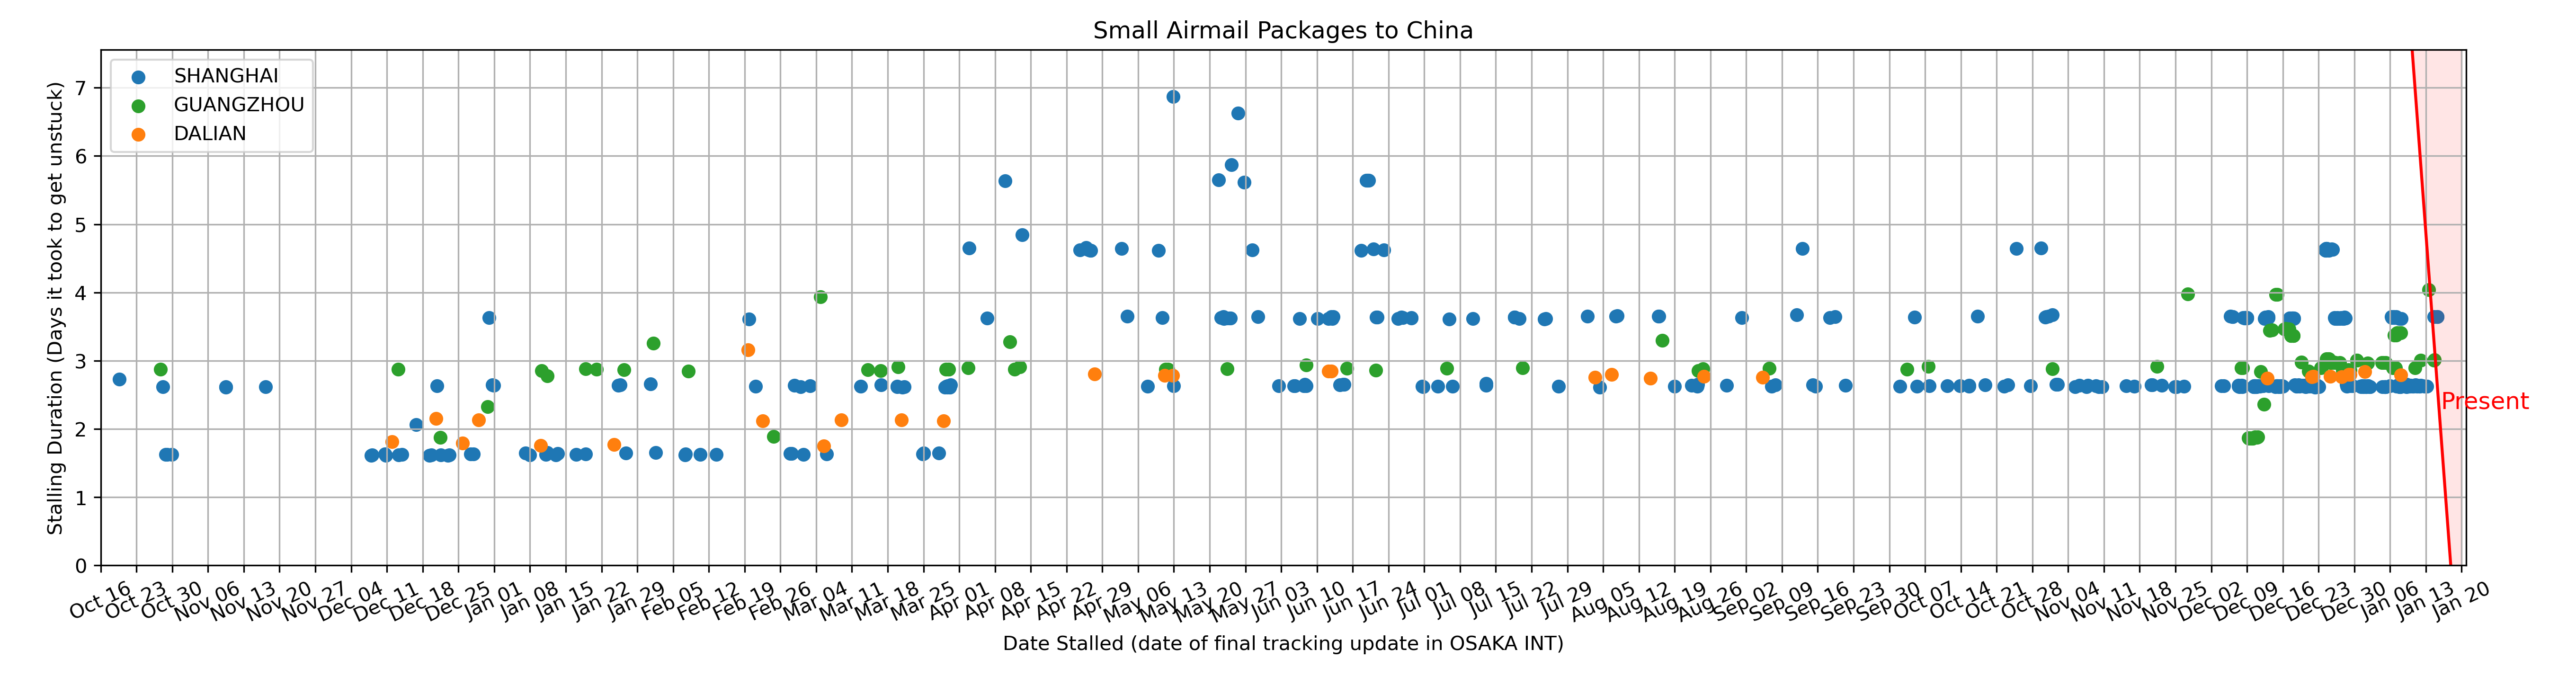 Small Airmail Packages to China
SHANGHAI
GUANGZHOU
DALIAN
Stalling Duration (Days it took to get unstuck)
7
6
5
4
3
2
1
0
Present
Oct 16
Oct 23
Oct 30
Nov 06
Nov 13
Nov 20
Nov 27
Dec 04
Dec 11
Dec 18
Dec 25
Jan 01
Jan 08
Jan 15
Jan 22
Jan 29
Feb 05
Feb 12
Feb 19
Feb 26
Mar 04
Mar 11
Mar 18
Mar 25
Apr 01
Apr 08
Apr 15
Apr 22
Apr 29
May 06
May 13
May 20
May 27
Jun 03
Jun 10
Jun 17
Jun 24
Jul 01
Jul 08
Jul 15
Jul 22
Jul 29
Aug 05
Aug 12
Aug 19
Aug 26
Sep 02
Sep 09
Sep 16
Sep 23
Sep 30
Oct 07
Oct 14
Oct 21
Oct 28
Nov 04
Nov 11
Nov 18
Nov 25
Dec 02
Dec 09
Dec 16
Dec 23
Dec 30
Jan 06
Jan 13
Jan 20
Date Stalled (date of final tracking update in OSAKA INT)